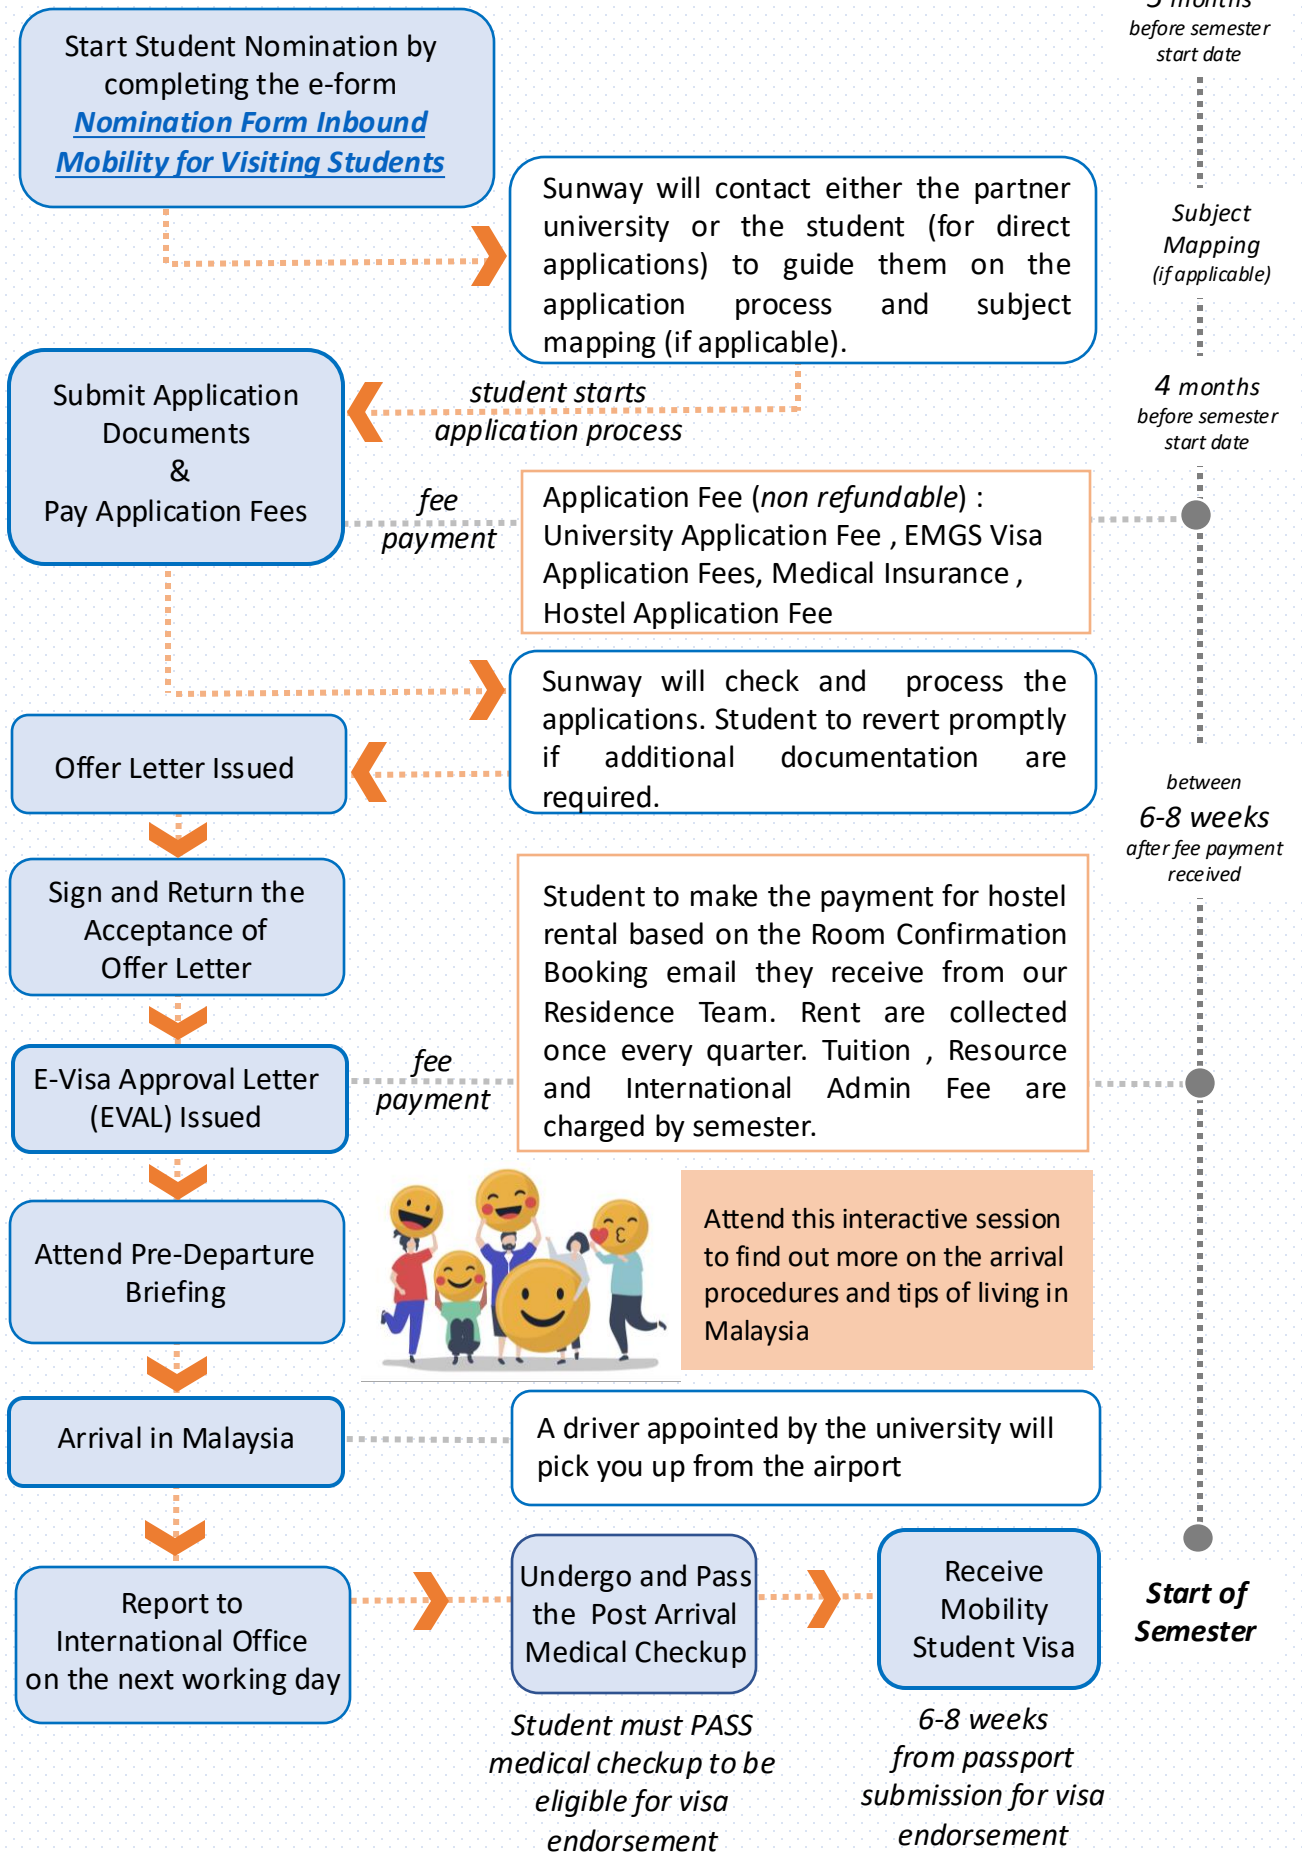 5 months
before semester
start date
Start Student Nomination by
completing the e-form
Nomination Form Inbound
Mobility for Visiting Students
Sunway will contact either the partner
university or the student (for direct
applications) to guide them on the
application process and subject
mapping (if applicable).
Subject
Mapping
(if applicable)
student starts
application process
4 months
before semester
start date
Submit Application
Documents
&
Pay Application Fees
fee
payment
Application Fee (non refundable) :
University Application Fee , EMGS Visa
Application Fees, Medical Insurance ,
Hostel Application Fee
Sunway will check and process the
applications. Student to revert promptly
if additional documentation are
required.
Offer Letter Issued
between
6-8 weeks
after fee payment
received
Sign and Return the
Acceptance of
Offer Letter
E-Visa Approval Letter
(EVAL) Issued
fee
payment
Student to make the payment for hostel
rental based on the Room Confirmation
Booking email they receive from our
Residence Team. Rent are collected
once every quarter. Tuition , Resource
and International Admin Fee are
charged by semester.
Attend Pre-Departure
Briefing
Attend this interactive session
to find out more on the arrival
procedures and tips of living in
Malaysia
Arrival in Malaysia
A driver appointed by the university will
pick you up from the airport
Report to
International Office
on the next working day
Undergo and Pass
the Post Arrival
Medical Checkup
Receive
Mobility
Student Visa
Start of
Semester
Student must PASS
medical checkup to be
eligible for visa
endorsement
6-8 weeks
from passport
submission for visa
endorsement